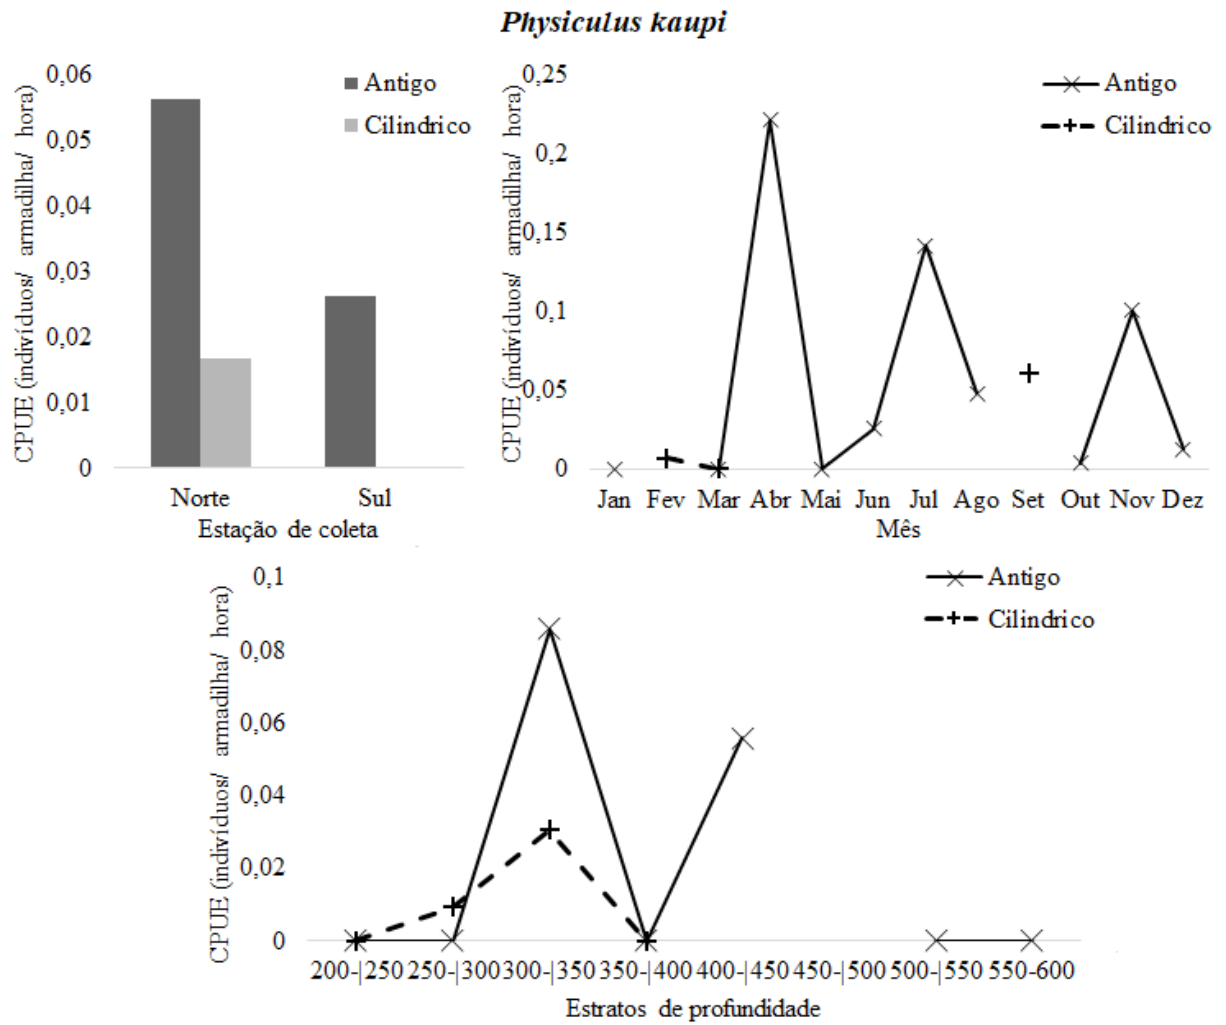 Physiculus kaupi
CPUE (indivíduos/ armadilha/ hora)
0,06
0,05
0,04
0,03
0,02
0,01
0
Antigo
Cilindrico
Norte Sul
Estação de coleta
CPUE (indivíduos/ armadilha/ hora)
0,25
0,2
0,15
0,1
0,05
0
Antigo
Cilindrico
Jan Fev Mar Abr Mai Jun Jul Ago Set Out Nov Dez
Mês
CPUE (indivíduos/ armadilha/ hora)
0,1
0,08
0,06
0,04
0,02
0
Antigo
Cilindrico
200-|250 250-|300 300-|350 350-|400 400-|450 450-|500 500-|550 550-|600
Estratos de profundidade